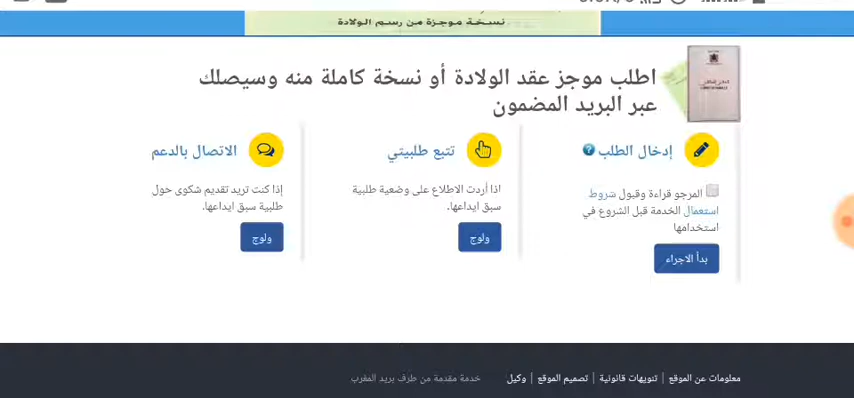 نسخة موجزة من رسم الولادة
اطلب موجز عقد الولادة أو نسخة كاملة منه وسيصلك
عبر البريد المضمون
إدخال الطلب
المرجو قراءة وقبول شروط
استعمال الخدمة قبل الشروع في
استخدامها
بدأ الاجراء
تتبع طلبيتي
اذا أردت الاطلاع على وضعية طلبية
سبق ايداعها.
ولوج
الاتصال بالدعم
إذا كنت تريد تقديم شكوى حول
طلبية سبق ايداعها.
ولوج
معلومات عن الموقع | تنويهات قانونية | تصميم الموقع | وكيل
خدمة مقدمة من طرف بريد المغرب